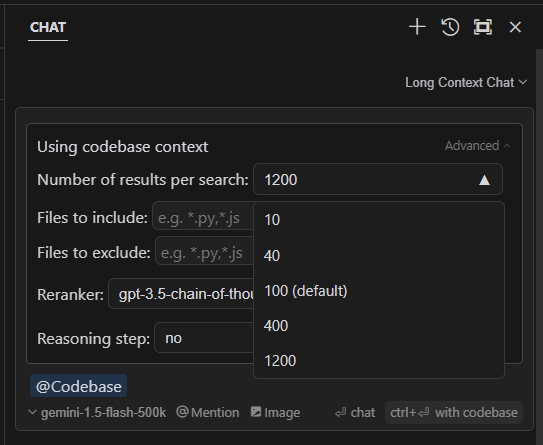 CHAT
Long Context Chat
Using codebase context
Advanced
Number of results per search: 1200
10
Files to include: e.g. *.py,*.js
40
Files to exclude: e.g. *.py,*.js
100 (default)
Reranker: gpt-3.5-chain-of-thou
400
Reasoning step: no
1200
@Codebase
gemini-1.5-flash-500k @Mention Image chat ctrl+⏎ with codebase